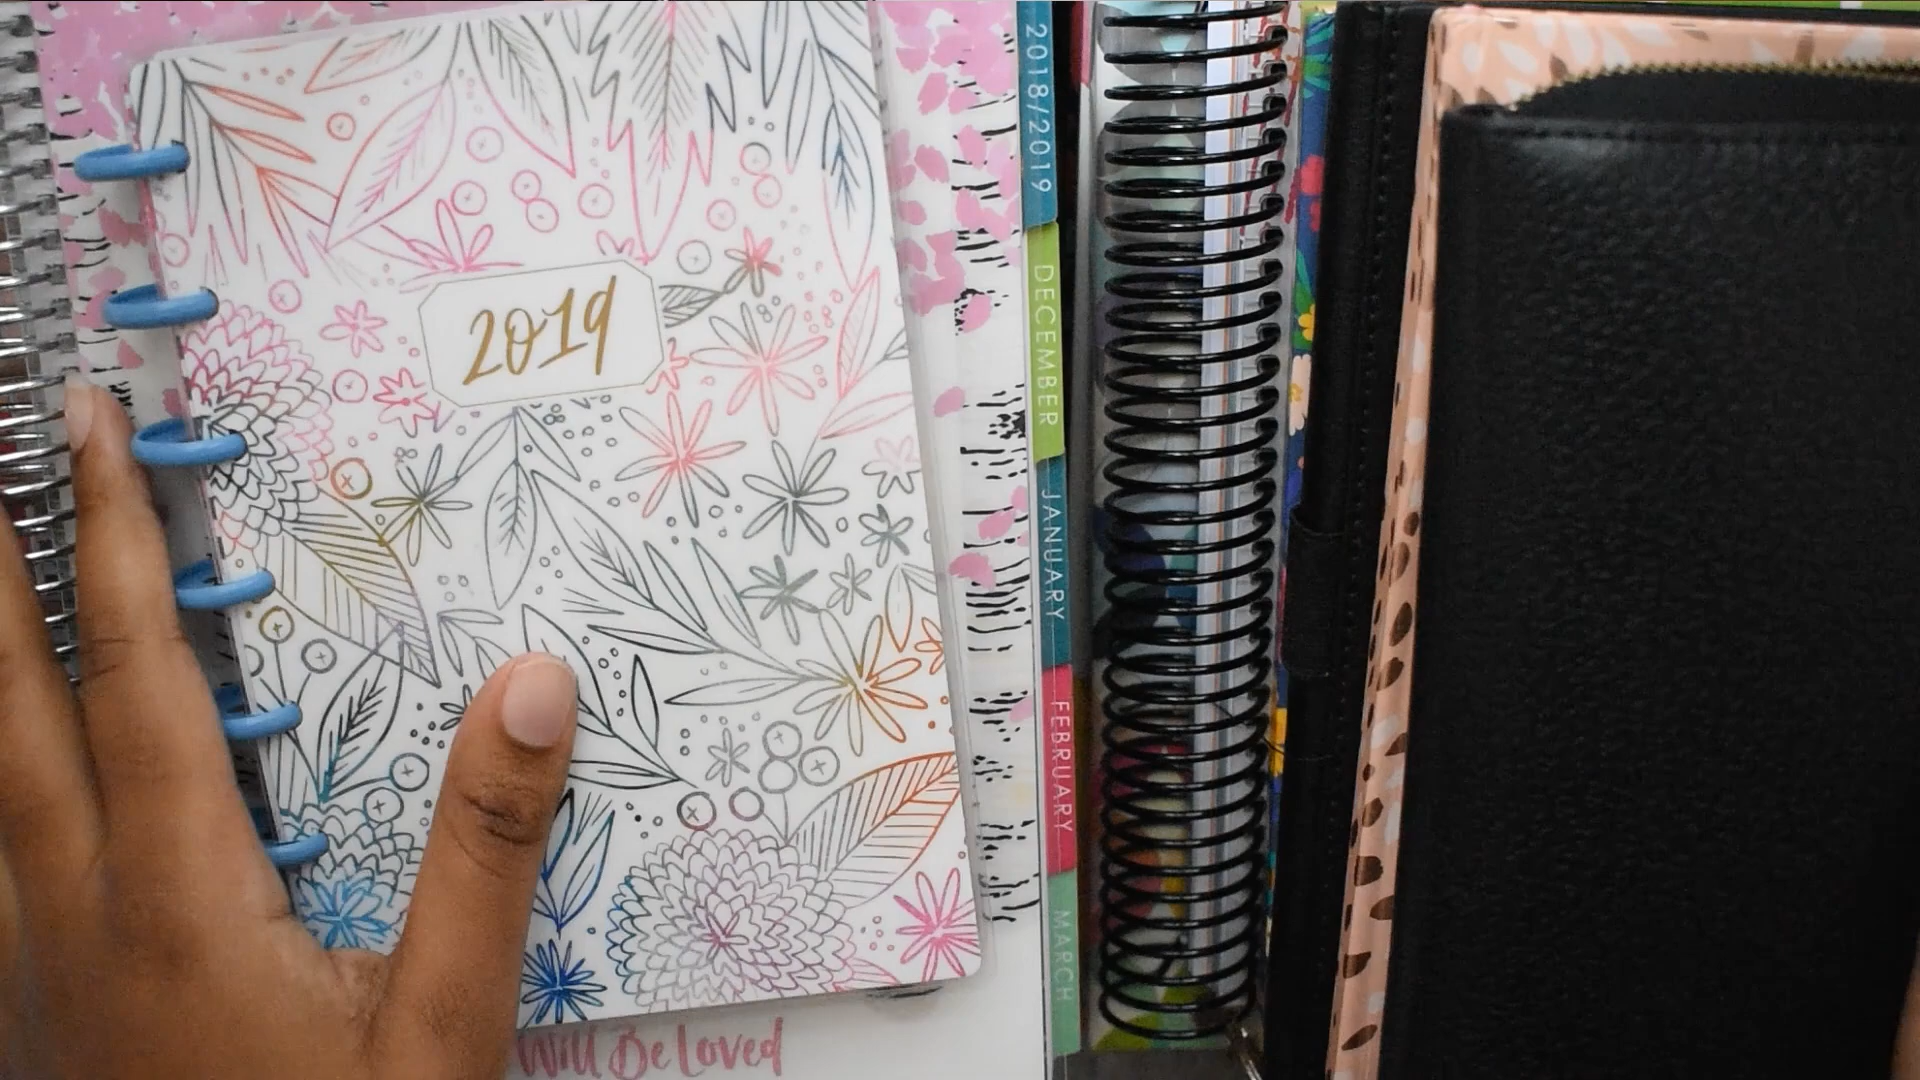 2019
2018/2019
DECEMBER
JANUARY
FEBRUARY
MARCH
Will Be Loved